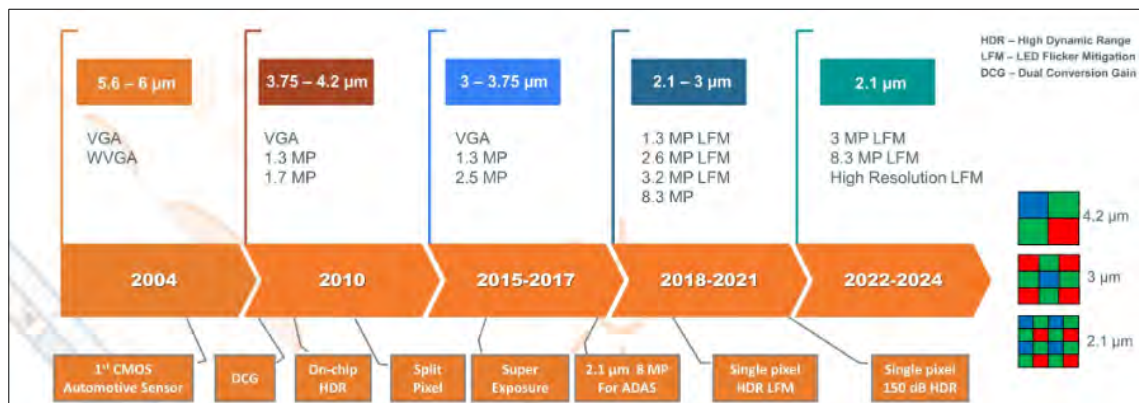 HDR – High Dynamic Range
LFM – LED Flicker Mitigation
DCG – Dual Conversion Gain
5.6 – 6 µm
VGA
WVGA
3.75 – 4.2 µm
VGA
1.3 MP
1.7 MP
3 – 3.75 µm
VGA
1.3 MP
2.5 MP
2.1 – 3 µm
1.3 MP LFM
2.6 MP LFM
3.2 MP LFM
8.3 MP
2.1 µm
3 MP LFM
8.3 MP LFM
High Resolution LFM
4.2 µm
3 µm
2.1 µm
2004
2010
2015-2017
2018-2021
2022-2024
1st CMOS
Automotive Sensor
DCG
On-chip
HDR
Split
Pixel
Super
Exposure
2.1 µm 8 MP
For ADAS
Single pixel
HDR LFM
Single pixel
150 dB HDR